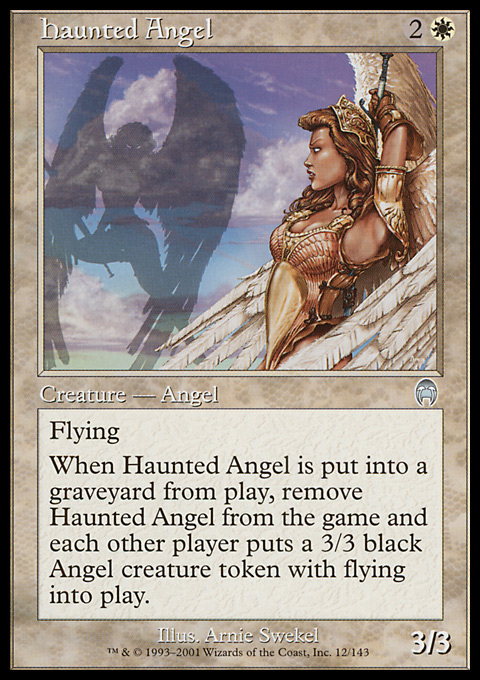 Haunted Angel 2
Creature — Angel
Flying
When Haunted Angel is put into a
graveyard from play, remove
Haunted Angel from the game and
each other player puts a 3/3 black
Angel creature token with flying
into play.
Illus. Arnie Swekel
3/3
™ & © 1993–2001 Wizards of the Coast, Inc. 12/143